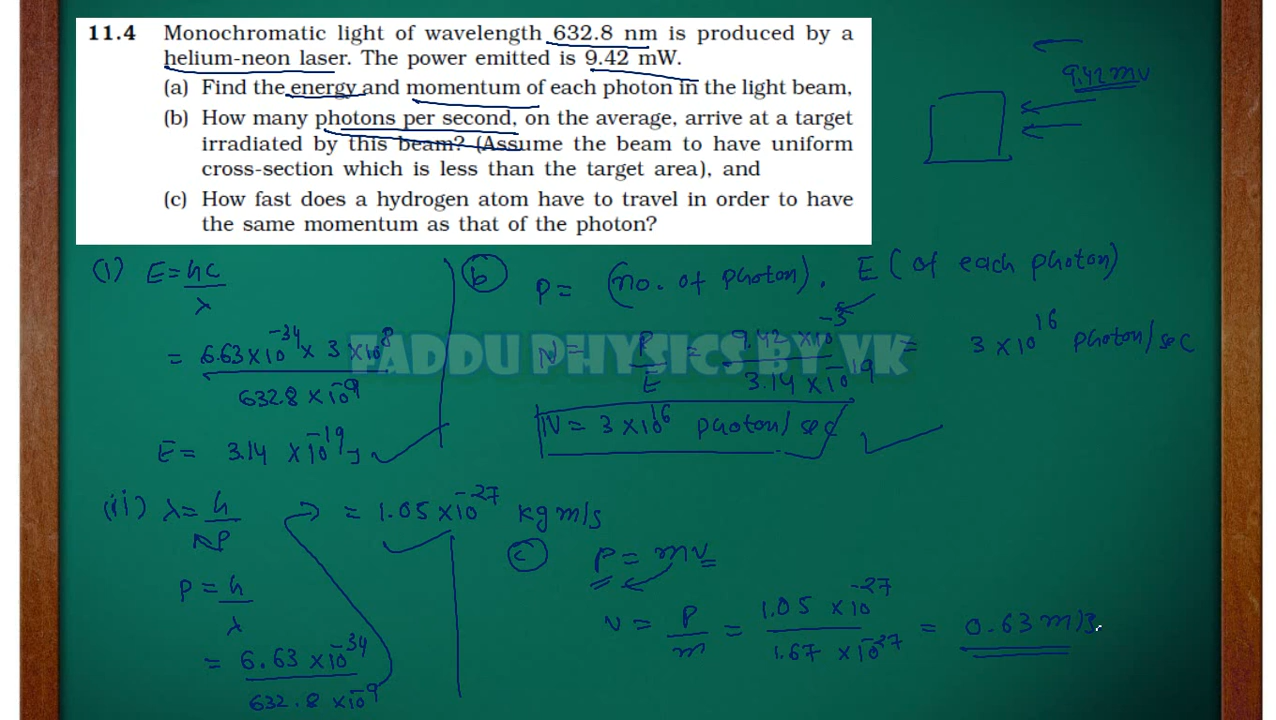 11.4 Monochromatic light of wavelength 632.8 nm is produced by a
helium-neon laser. The power emitted is 9.42 mW.
(a) Find the energy and momentum of each photon in the light beam,
(b) How many photons per second, on the average, arrive at a target
irradiated by this beam? (Assume the beam to have uniform
cross-section which is less than the target area), and
(c) How fast does a hydrogen atom have to travel in order to have
the same momentum as that of the photon?
9.42 mw
(i) E = hc
λ
= 6.63 × 10⁻³⁴ × 3 × 10⁸
632.8 × 10⁻⁹
E = 3.14 × 10⁻¹⁹ J
(ii) λ = h
P
P = h
λ
= 6.63 × 10⁻³⁴
632.8 × 10⁻⁹
= 1.05 × 10⁻²⁷ kg m/s
(b) P = (no. of photon) . E (of each photon)
N = P = 9.42 × 10⁻³ = 3 × 10¹⁶ photon/sec
E 3.14 × 10⁻¹⁹
N = 3 × 10¹⁶ photon/sec
(c) P = mv
v = P = 1.05 × 10⁻²⁷ = 0.63 m/s
m 1.67 × 10⁻²⁷
FADDU PHYSICS BY VK